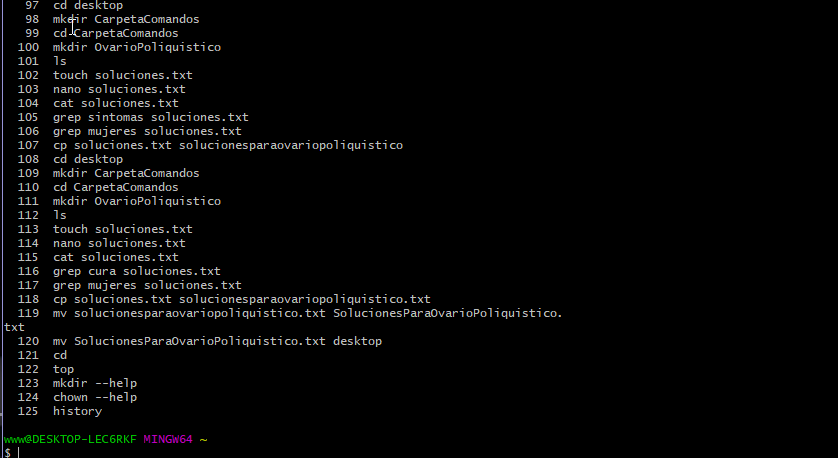 97 cd desktop
98 mkdir CarpetaComandos
99 cd CarpetaComandos
100 mkdir OvarioPoliquistico
101 ls
102 touch soluciones.txt
103 nano soluciones.txt
104 cat soluciones.txt
105 grep sintomas soluciones.txt
106 grep mujeres soluciones.txt
107 cp soluciones.txt solucionesparaovariopoliquistico
108 cd desktop
109 mkdir CarpetaComandos
110 cd CarpetaComandos
111 mkdir OvarioPoliquistico
112 ls
113 touch soluciones.txt
114 nano soluciones.txt
115 cat soluciones.txt
116 grep cura soluciones.txt
117 grep mujeres soluciones.txt
118 cp soluciones.txt solucionesparaovariopoliquistico.txt
119 mv solucionesparaovariopoliquistico.txt SolucionesParaOvarioPoliquistico.
txt
120 mv SolucionesParaOvarioPoliquistico.txt desktop
121 cd
122 top
123 mkdir --help
124 chown --help
125 history
www@DESKTOP-LEC6RKF MINGW64 ~
$